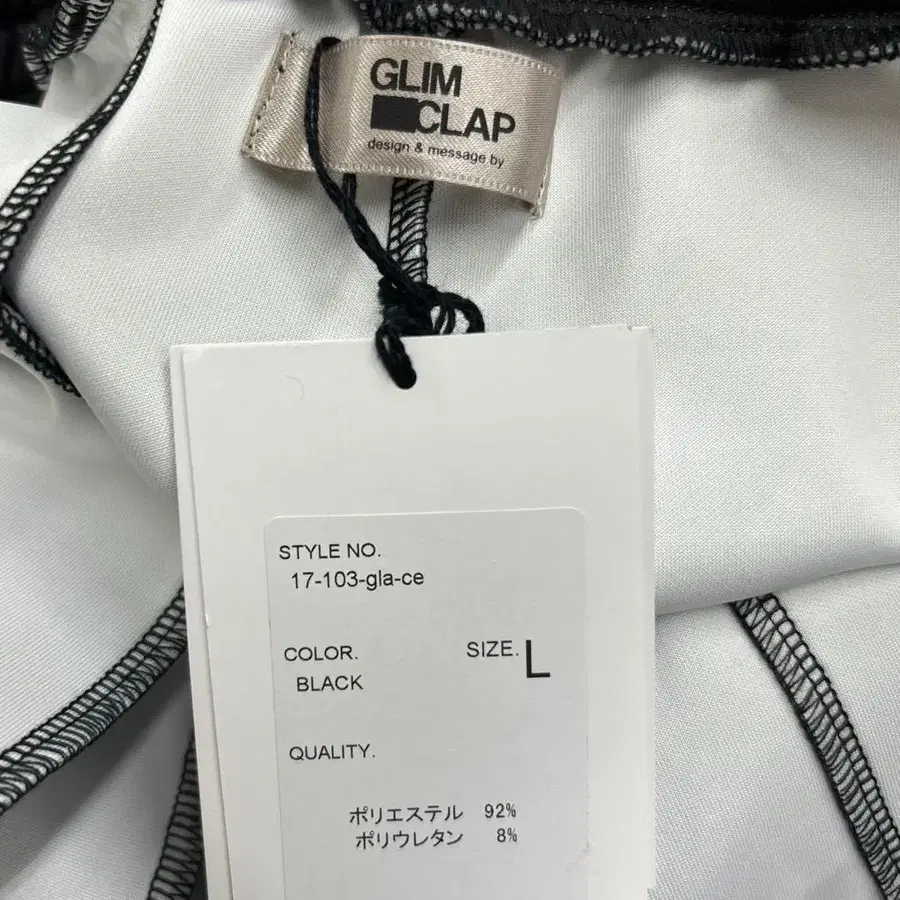 GLIM
CLAP
design & message by
STYLE NO.
17-103-gla-ce
COLOR.
SIZE. L
BLACK
QUALITY.
ポリエステル 92%
ポリウレタン 8%